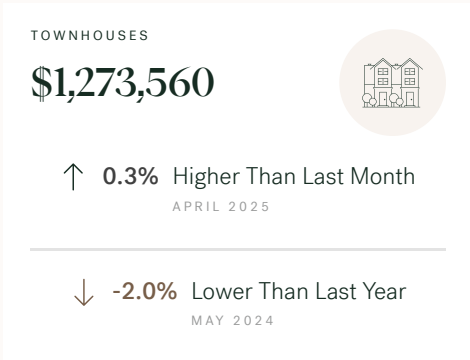 TOWNHOUSES
$1,273,560
0.3% Higher Than Last Month
APRIL 2025
-2.0% Lower Than Last Year
MAY 2024